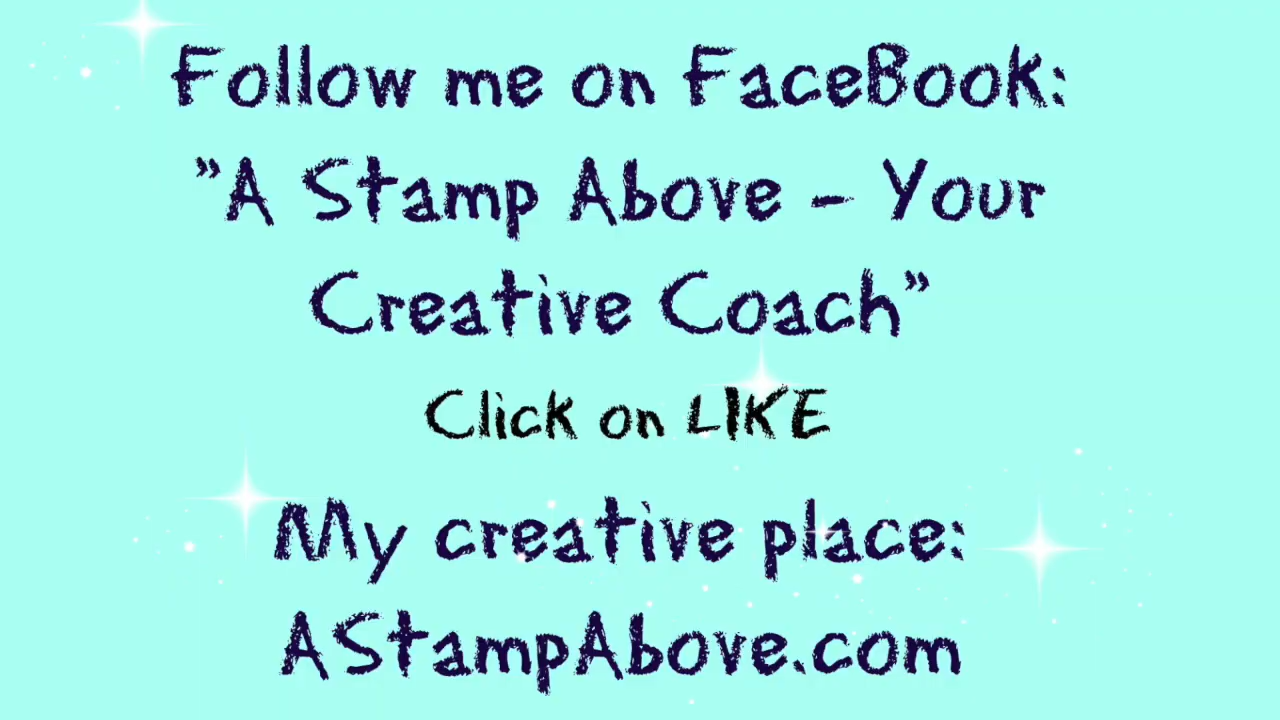 Follow me on FaceBook:
"A Stamp Above - Your
Creative Coach"
Click on LIKE
My creative place:
AStampAbove.com